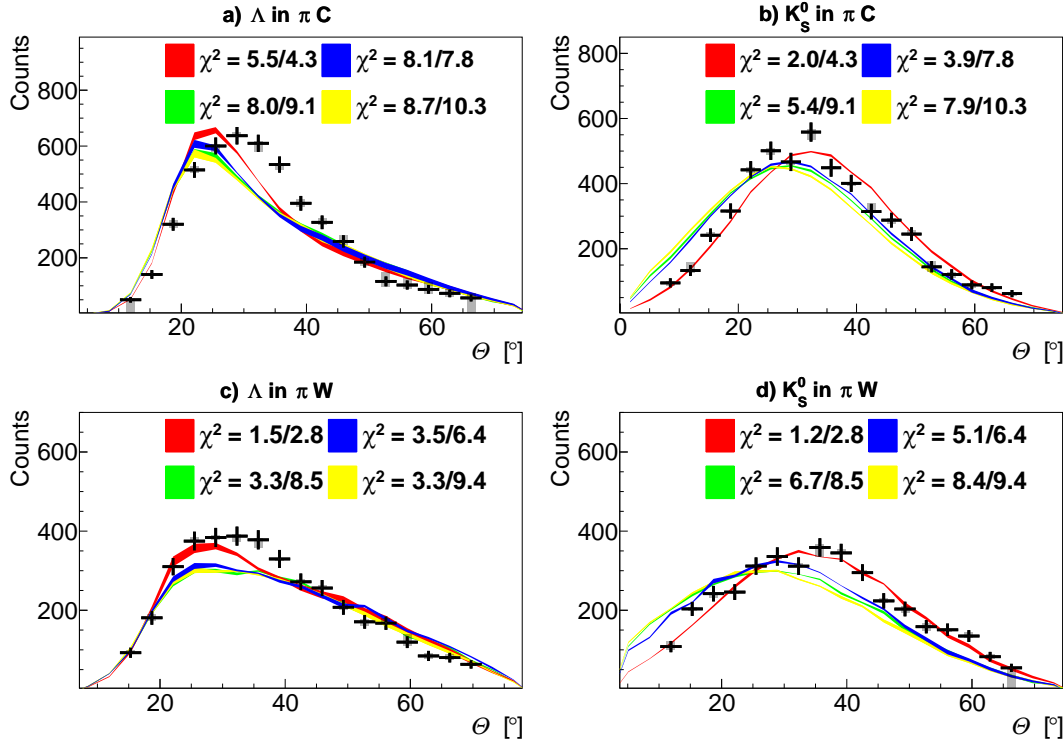 a) Λ in π C
Counts
χ² = 5.5/4.3 χ² = 8.1/7.8
χ² = 8.0/9.1 χ² = 8.7/10.3
800
600
400
200
20 40 60
Θ [°]
b) K⁰_S in π C
Counts
χ² = 2.0/4.3 χ² = 3.9/7.8
χ² = 5.4/9.1 χ² = 7.9/10.3
800
600
400
200
0 20 40 60
Θ [°]
c) Λ in π W
Counts
χ² = 1.5/2.8 χ² = 3.5/6.4
χ² = 3.3/8.5 χ² = 3.3/9.4
600
400
200
20 40 60
Θ [°]
d) K⁰_S in π W
Counts
χ² = 1.2/2.8 χ² = 5.1/6.4
χ² = 6.7/8.5 χ² = 8.4/9.4
600
400
200
20 40 60
Θ [°]